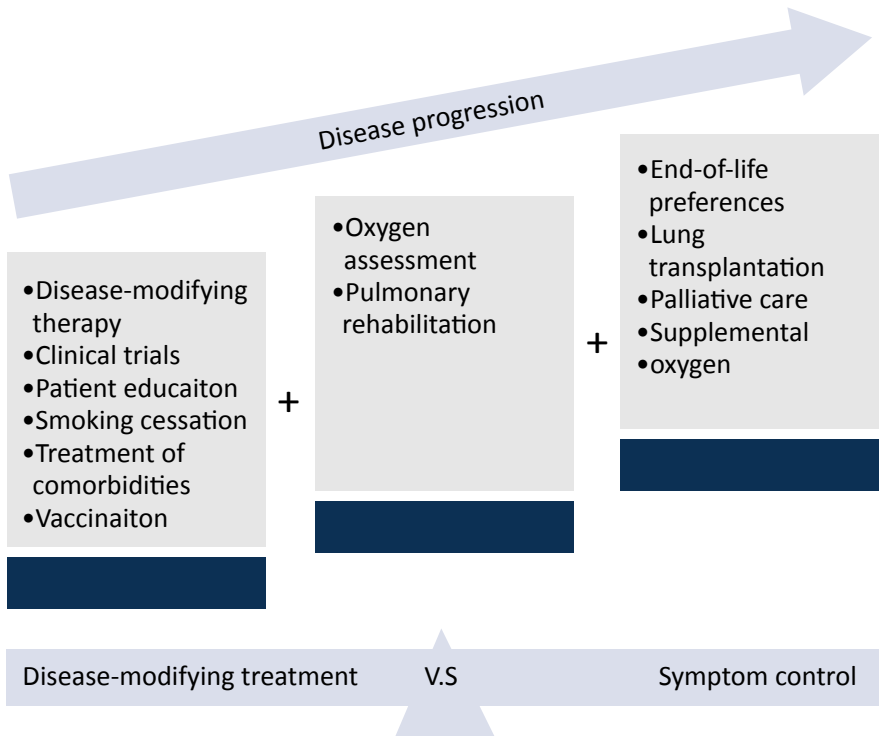 Disease progression
•Disease-modifying
therapy
•Clinical trials
•Patient educaiton
•Smoking cessation
•Treatment of
comorbidities
•Vaccinaiton
+
•Oxygen
assessment
•Pulmonary
rehabilitation
+
•End-of-life
preferences
•Lung
transplantation
•Palliative care
•Supplemental
•oxygen
Disease-modifying treatment V.S Symptom control